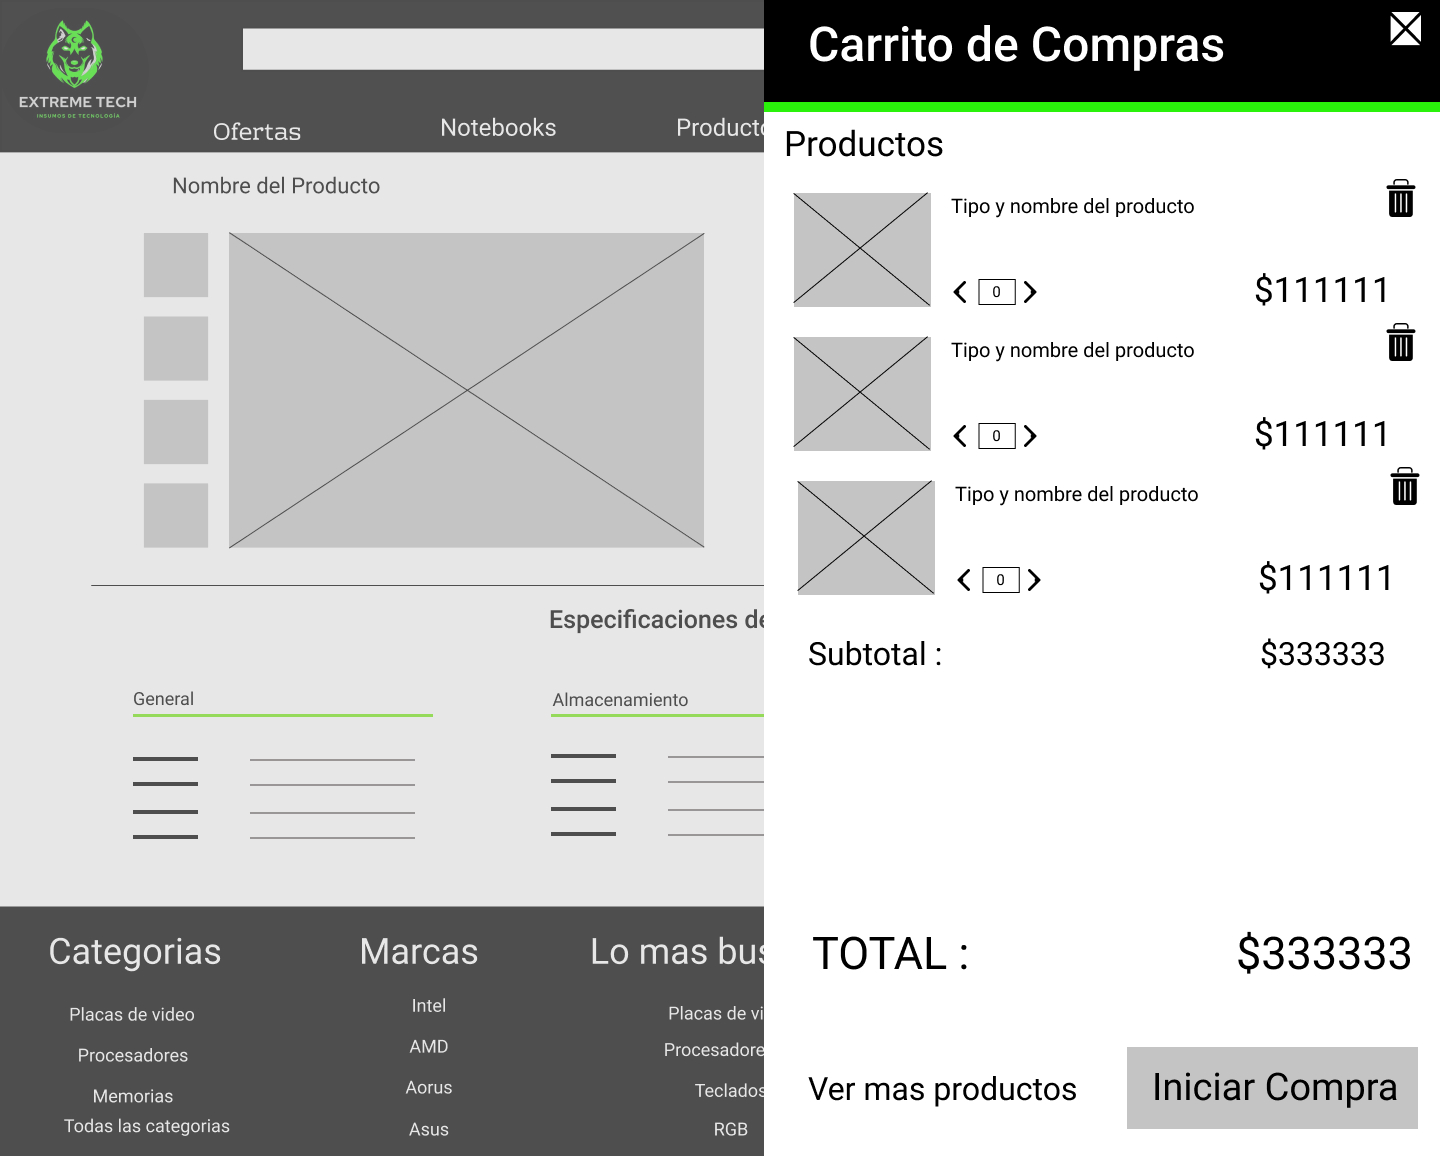 EXTREME TECH
INSUMOS DE TECNOLOGÍA
Ofertas
Notebooks
Product
Nombre del Producto
Especificaciones de
General
Almacenamiento
Categorias
Marcas
Lo mas bus
Placas de video
Procesadores
Memorias
Todas las categorias
Intel
AMD
Aorus
Asus
Placas de vi
Procesadore
Teclados
RGB
Carrito de Compras
Productos
Tipo y nombre del producto
0
$111111
Tipo y nombre del producto
0
$111111
Tipo y nombre del producto
0
$111111
Subtotal :
$333333
TOTAL :
$333333
Ver mas productos
Iniciar Compra